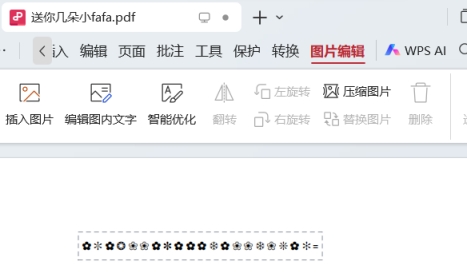 送你几朵小fafa.pdf
插入 编辑 页面 批注 工具 保护 转换 图片编辑 WPS AI
插入图片 编辑图内文字 智能优化 翻转 左旋转 右旋转 压缩图片 替换图片 删除
✿✻✿❂❀❀✿✻✿✿✿❄✿❀❀❄❀❊✿✻=